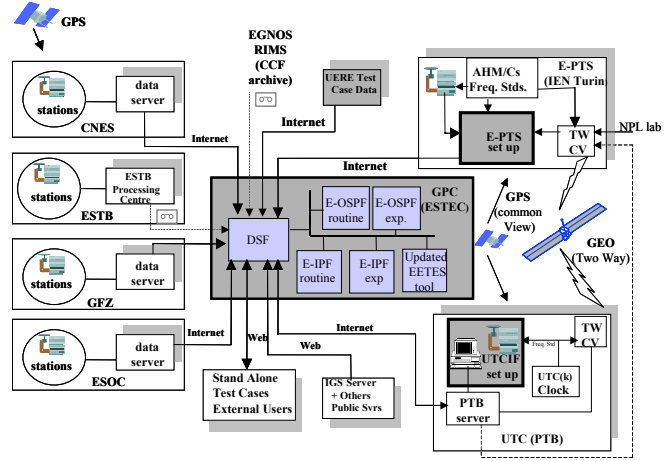 GPS
stations
data
server
CNES
Internet
EGNOS
RIMS
(CCF
archive)
UERE Test
Case Data
Internet
Internet
AHM/Cs
Freq. Stds.
E-PTS
(IEN Turin)
E-PTS
set up
TW
CV
NPL lab
stations
ESTB
Processing
Centre
ESTB
GPC
(ESTEC)
DSF
E-OSPF
routine
E-OSPF
exp.
E-IPF
routine
E-IPF
exp
Updated
EETES
tool
GPS
(common
View)
GEO
(Two Way)
stations
data
server
GFZ
stations
data
server
ESOC
Internet
Web
Web
Internet
Stand Alone
Test Cases
External Users
IGS Server
+ Others
Public Svrs
UTCIF
set up
Freq. Std
TW
CV
UTC(k)
Clock
PTB
server
UTC (PTB)